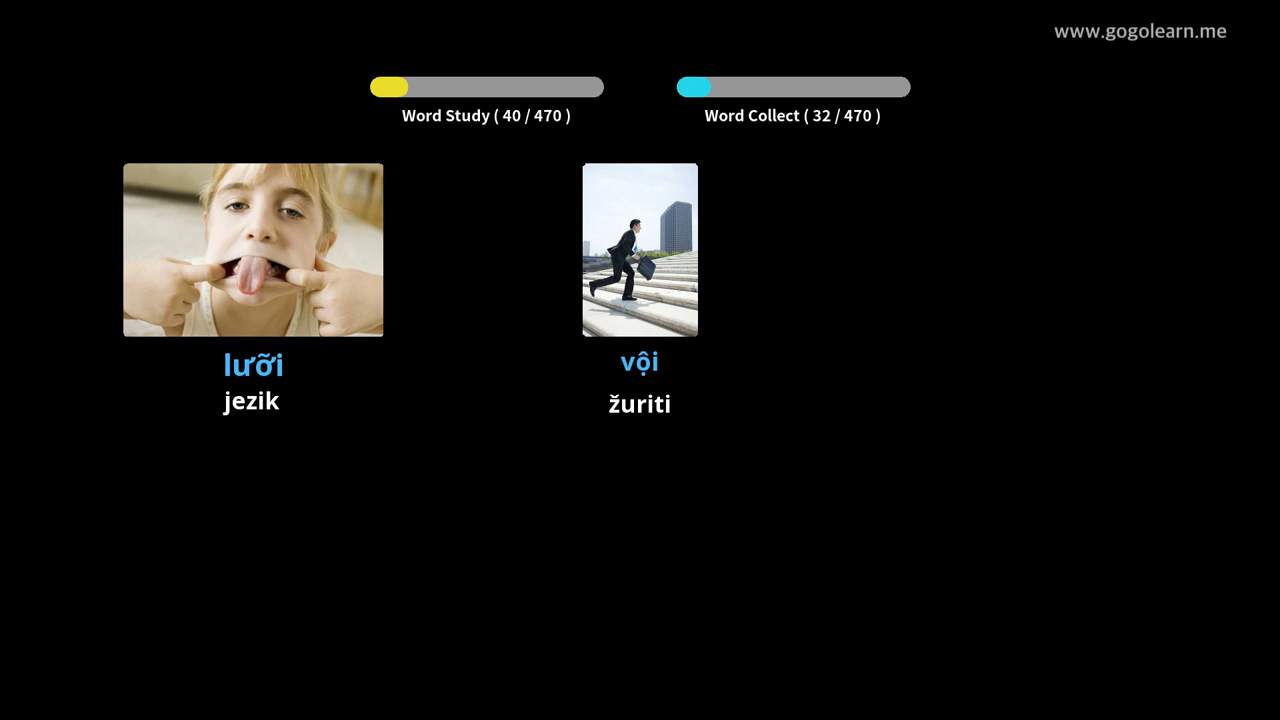 www.gogolearn.me
Word Study ( 40 / 470 )
Word Collect ( 32 / 470 )
lưỡi
jezik
vội
žuriti